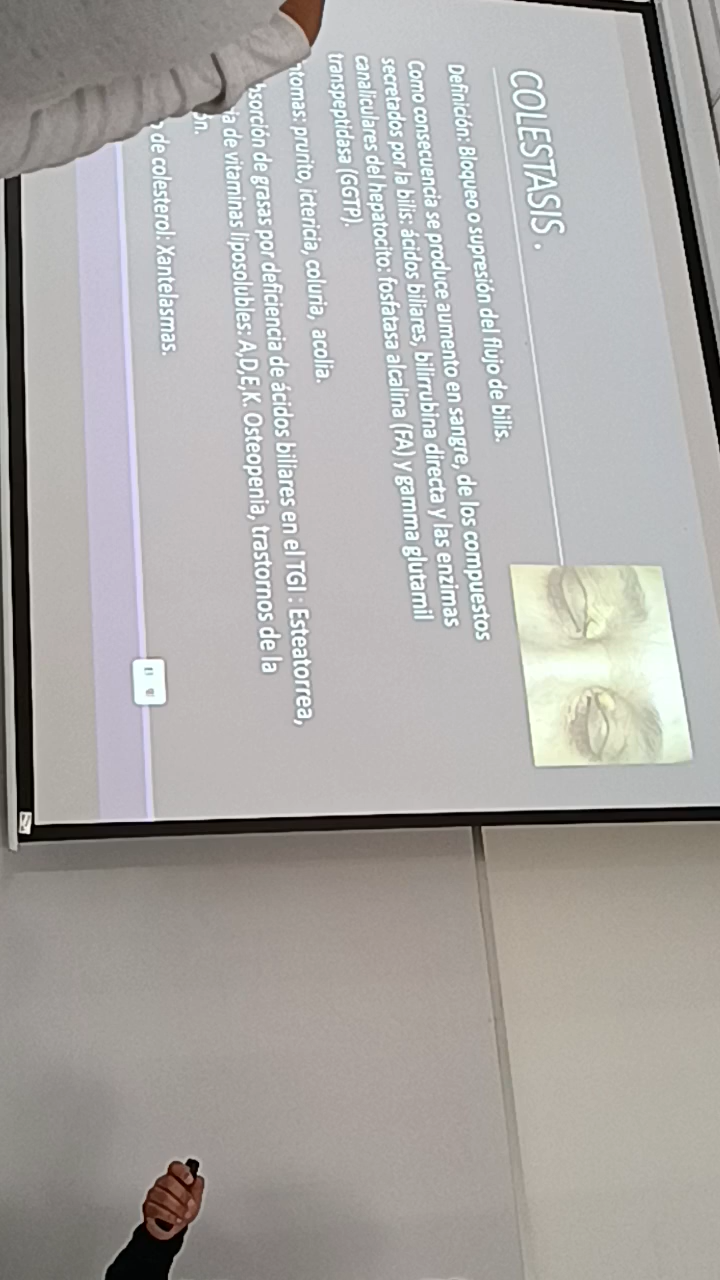 COLESTASIS .
Definición: Bloqueo o supresión del flujo de bilis.
Como consecuencia se produce aumento en sangre, de los compuestos
secretados por la bilis: ácidos biliares, bilirrubina directa y las enzimas
canaliculares del hepatocito: fosfatasa alcalina (FA) y gamma glutamil
transpeptidasa (GGTP).
ntomas: prurito, ictericia, coluria, acolia.
bsorción de grasas por deficiencia de ácidos biliares en el TGI : Esteatorrea,
ia de vitaminas liposolubles: A,D,E,K. Osteopenia, trastornos de la
ón.
de colesterol: Xantelasmas.